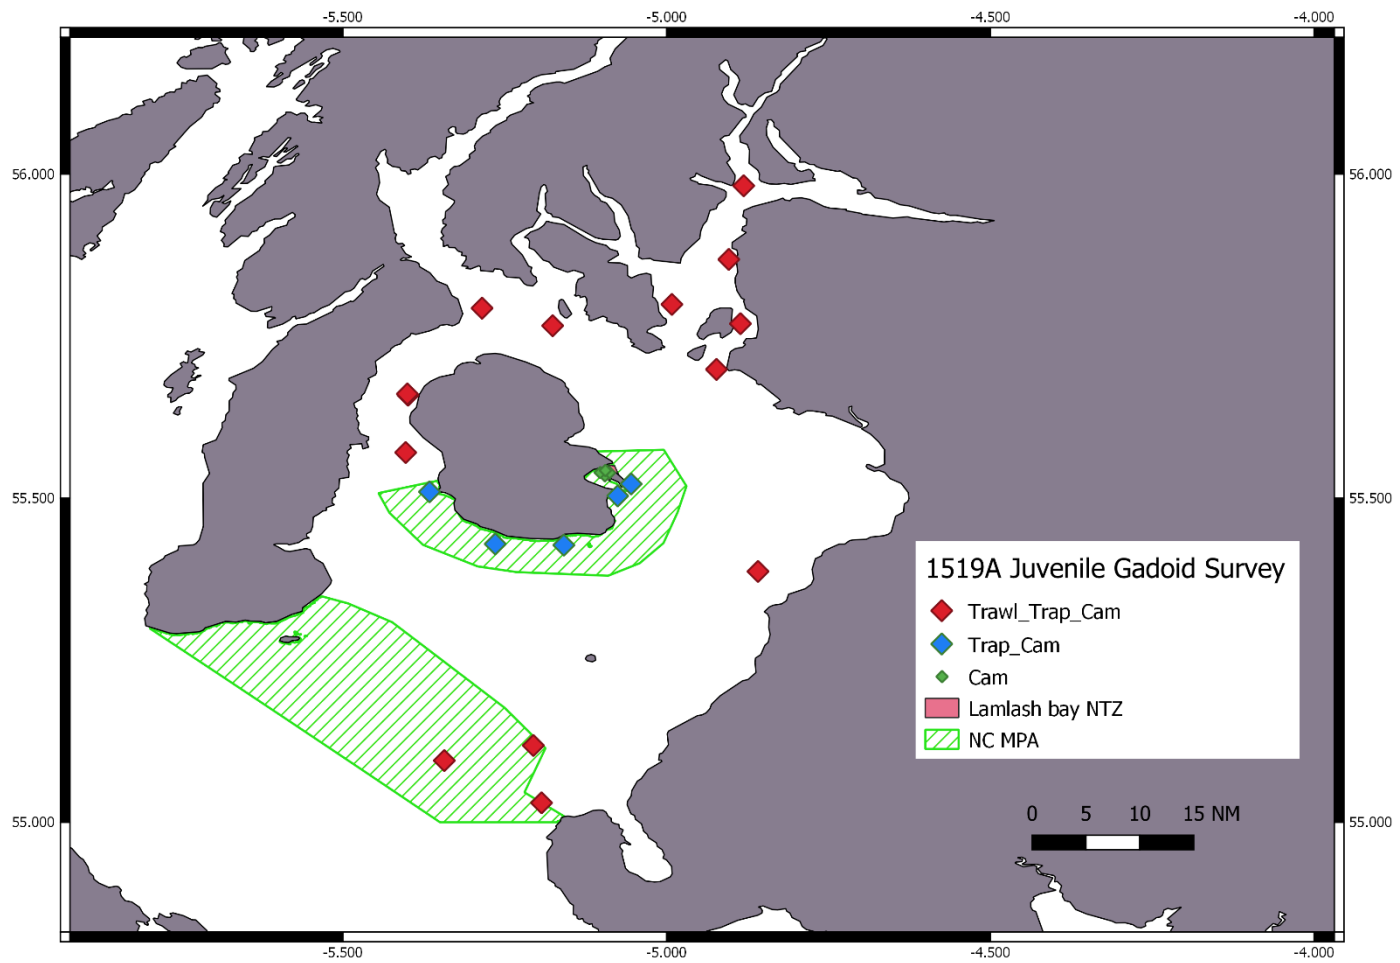 -5.500 -5.000 -4.500 -4.000
56.000 56.000
55.500 55.500
1519A Juvenile Gadoid Survey
Trawl_Trap_Cam
Trap_Cam
Cam
Lamlash bay NTZ
NC MPA
0 5 10 15 NM
55.000 55.000
-5.500 -5.000 -4.500 -4.000